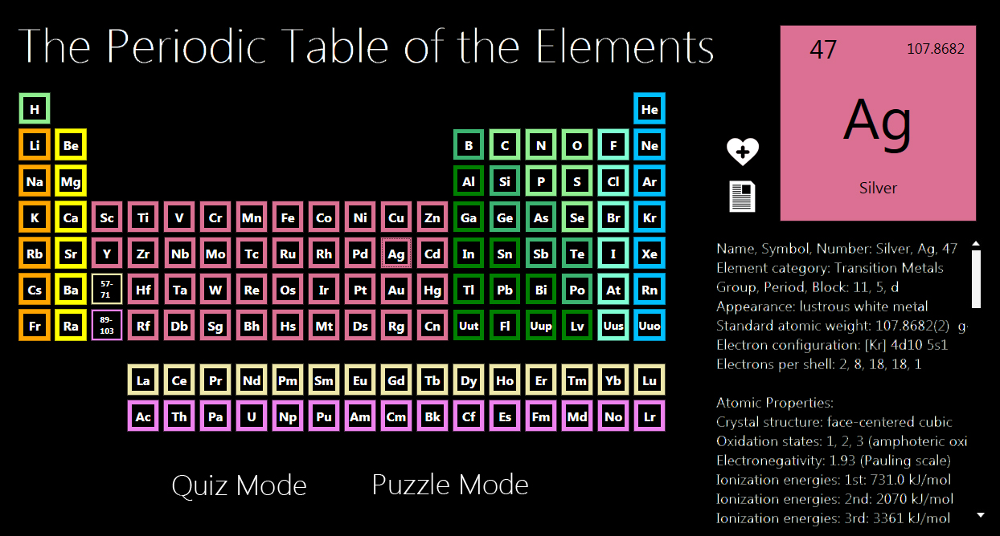 The Periodic Table of the Elements
47 107.8682
Ag
Silver
H He
Li Be B C N O F Ne
Na Mg Al Si P S Cl Ar
K Ca Sc Ti V Cr Mn Fe Co Ni Cu Zn Ga Ge As Se Br Kr
Rb Sr Y Zr Nb Mo Tc Ru Rh Pd Ag Cd In Sn Sb Te I Xe
Cs Ba 57-71 Hf Ta W Re Os Ir Pt Au Hg Tl Pb Bi Po At Rn
Fr Ra 89-103 Rf Db Sg Bh Hs Mt Ds Rg Cn Uut Fl Uup Lv Uus Uuo
La Ce Pr Nd Pm Sm Eu Gd Tb Dy Ho Er Tm Yb Lu
Ac Th Pa U Np Pu Am Cm Bk Cf Es Fm Md No Lr
Quiz Mode Puzzle Mode
Name, Symbol, Number: Silver, Ag, 47
Element category: Transition Metals
Group, Period, Block: 11, 5, d
Appearance: lustrous white metal
Standard atomic weight: 107.8682(2) g·
Electron configuration: [Kr] 4d10 5s1
Electrons per shell: 2, 8, 18, 18, 1
Atomic Properties:
Crystal structure: face-centered cubic
Oxidation states: 1, 2, 3 (amphoteric oxi
Electronegativity: 1.93 (Pauling scale)
Ionization energies: 1st: 731.0 kJ/mol
Ionization energies: 2nd: 2070 kJ/mol
Ionization energies: 3rd: 3361 kJ/mol